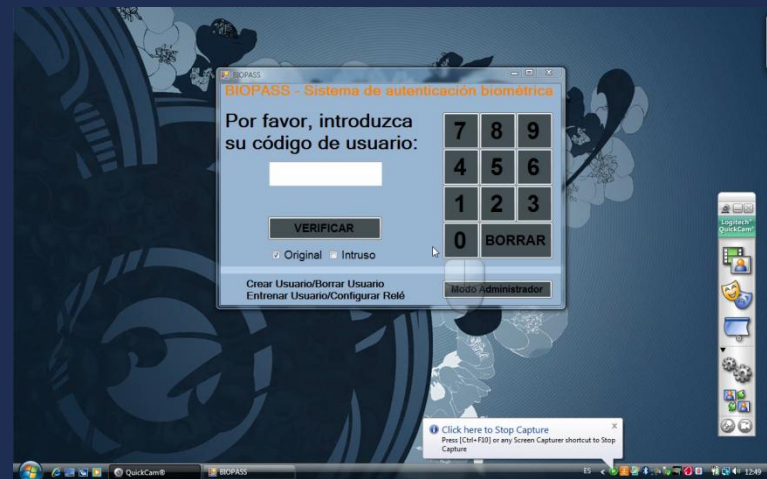 BIOPASS
BIOPASS - Sistema de autenticación biométrica
Por favor, introduzca
su código de usuario:
7 8 9
4 5 6
1 2 3
0 BORRAR
VERIFICAR
Original Intruso
Crear Usuario/Borrar Usuario
Entrenar Usuario/Configurar Relé
Modo Administrador
Logitech®
QuickCam®
Click here to Stop Capture
Press [Ctrl+F10] or any Screen Capturer shortcut to Stop
Capture
QuickCam®
BIOPASS
ES
12:49